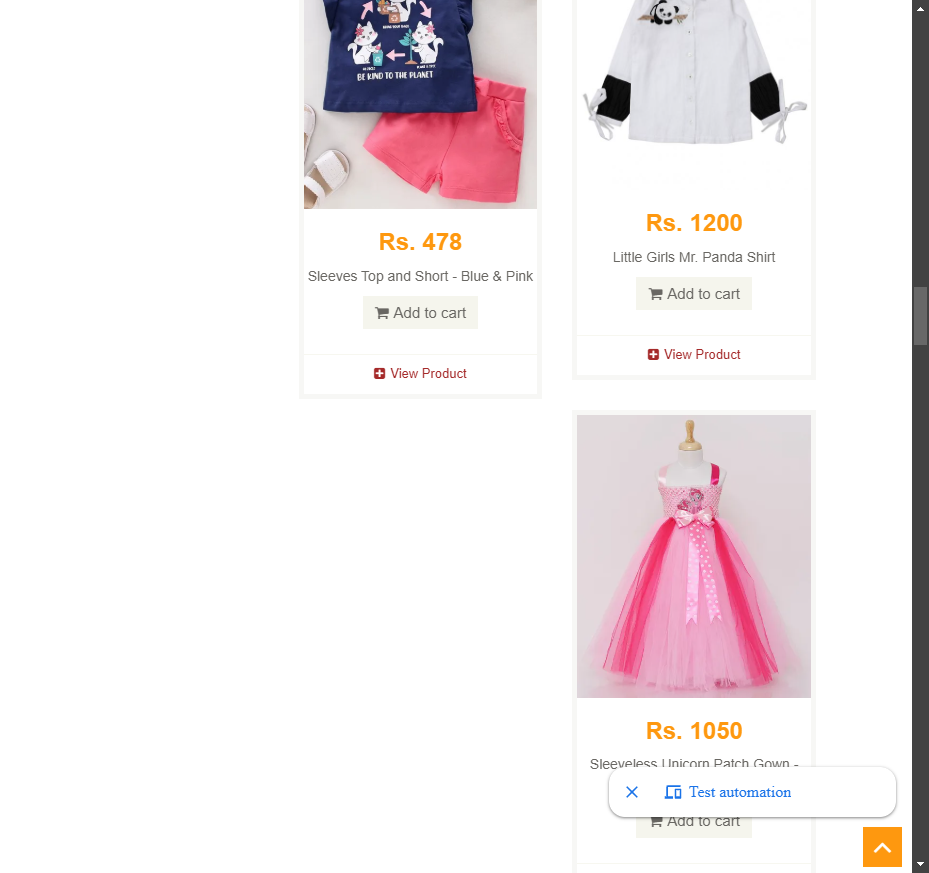 BE KIND TO THE PLANET
Rs. 478
Sleeves Top and Short - Blue & Pink
Add to cart
View Product
Rs. 1200
Little Girls Mr. Panda Shirt
Add to cart
View Product
Rs. 1050
Sleeveless Unicorn Patch Gown -
Test automation
Add to cart